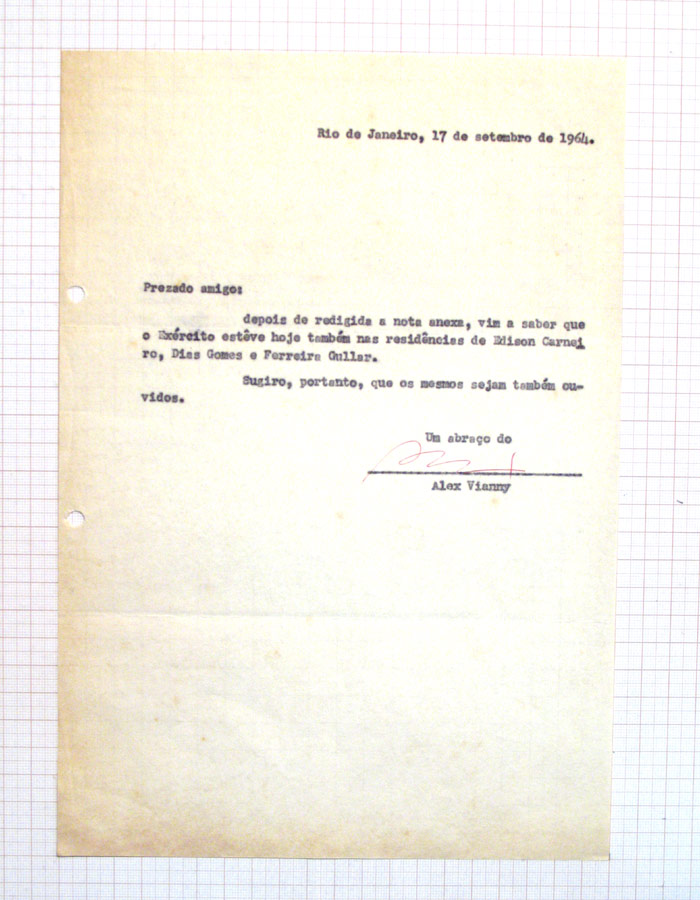 Rio de Janeiro, 17 de setembro de 1964.
Prezado amigo:
depois de redigida a nota anexa, vim a saber que
o Exército estêve hoje também nas residências de Edison Carnei
ro, Dias Gomes e Ferreira Gullar.
Sugiro, portanto, que os mesmos sejam também ou-
vidos.
Um abraço do
Alex Vianny